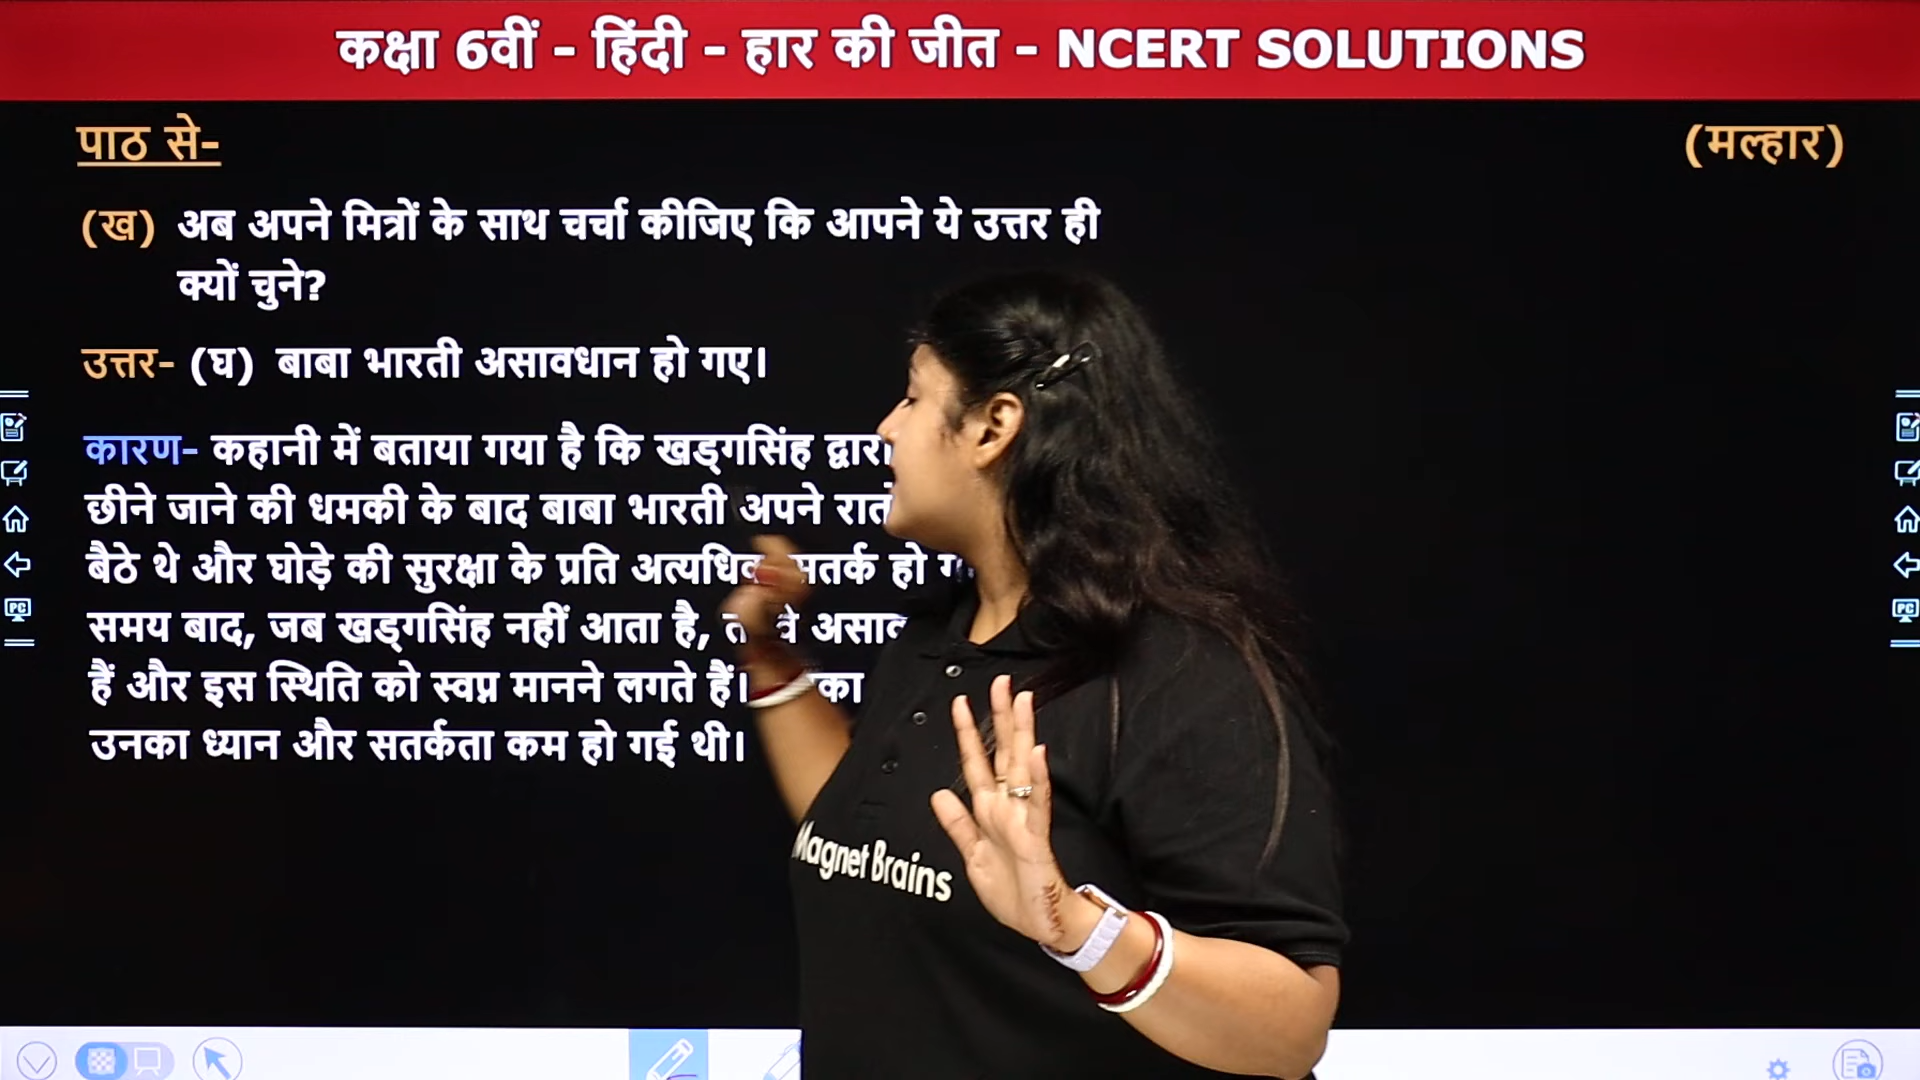 कक्षा 6वीं - हिंदी - हार की जीत - NCERT SOLUTIONS
पाठ से-
(मल्हार)
(ख) अब अपने मित्रों के साथ चर्चा कीजिए कि आपने ये उत्तर ही
क्यों चुने?
उत्तर- (घ) बाबा भारती असावधान हो गए।
कारण- कहानी में बताया गया है कि खड्गसिंह द्वारा
छीने जाने की धमकी के बाद बाबा भारती अपने
बैठे थे और घोड़े की सुरक्षा के प्रति अत्यधिक सतर्क हो
समय बाद, जब खड्गसिंह नहीं आता है,
हैं और इस स्थिति को स्वप्न मानने लगते हैं।
उनका ध्यान और सतर्कता कम हो गई थी।
Magnet Brains
PC
PC